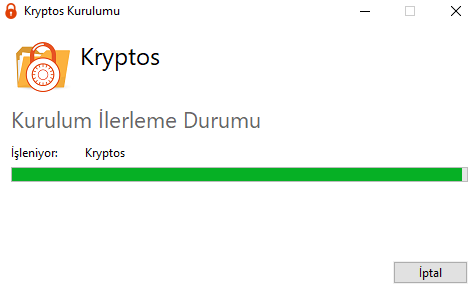 Kryptos Kurulumu
Kryptos
Kurulum İlerleme Durumu
İşleniyor: Kryptos
İptal